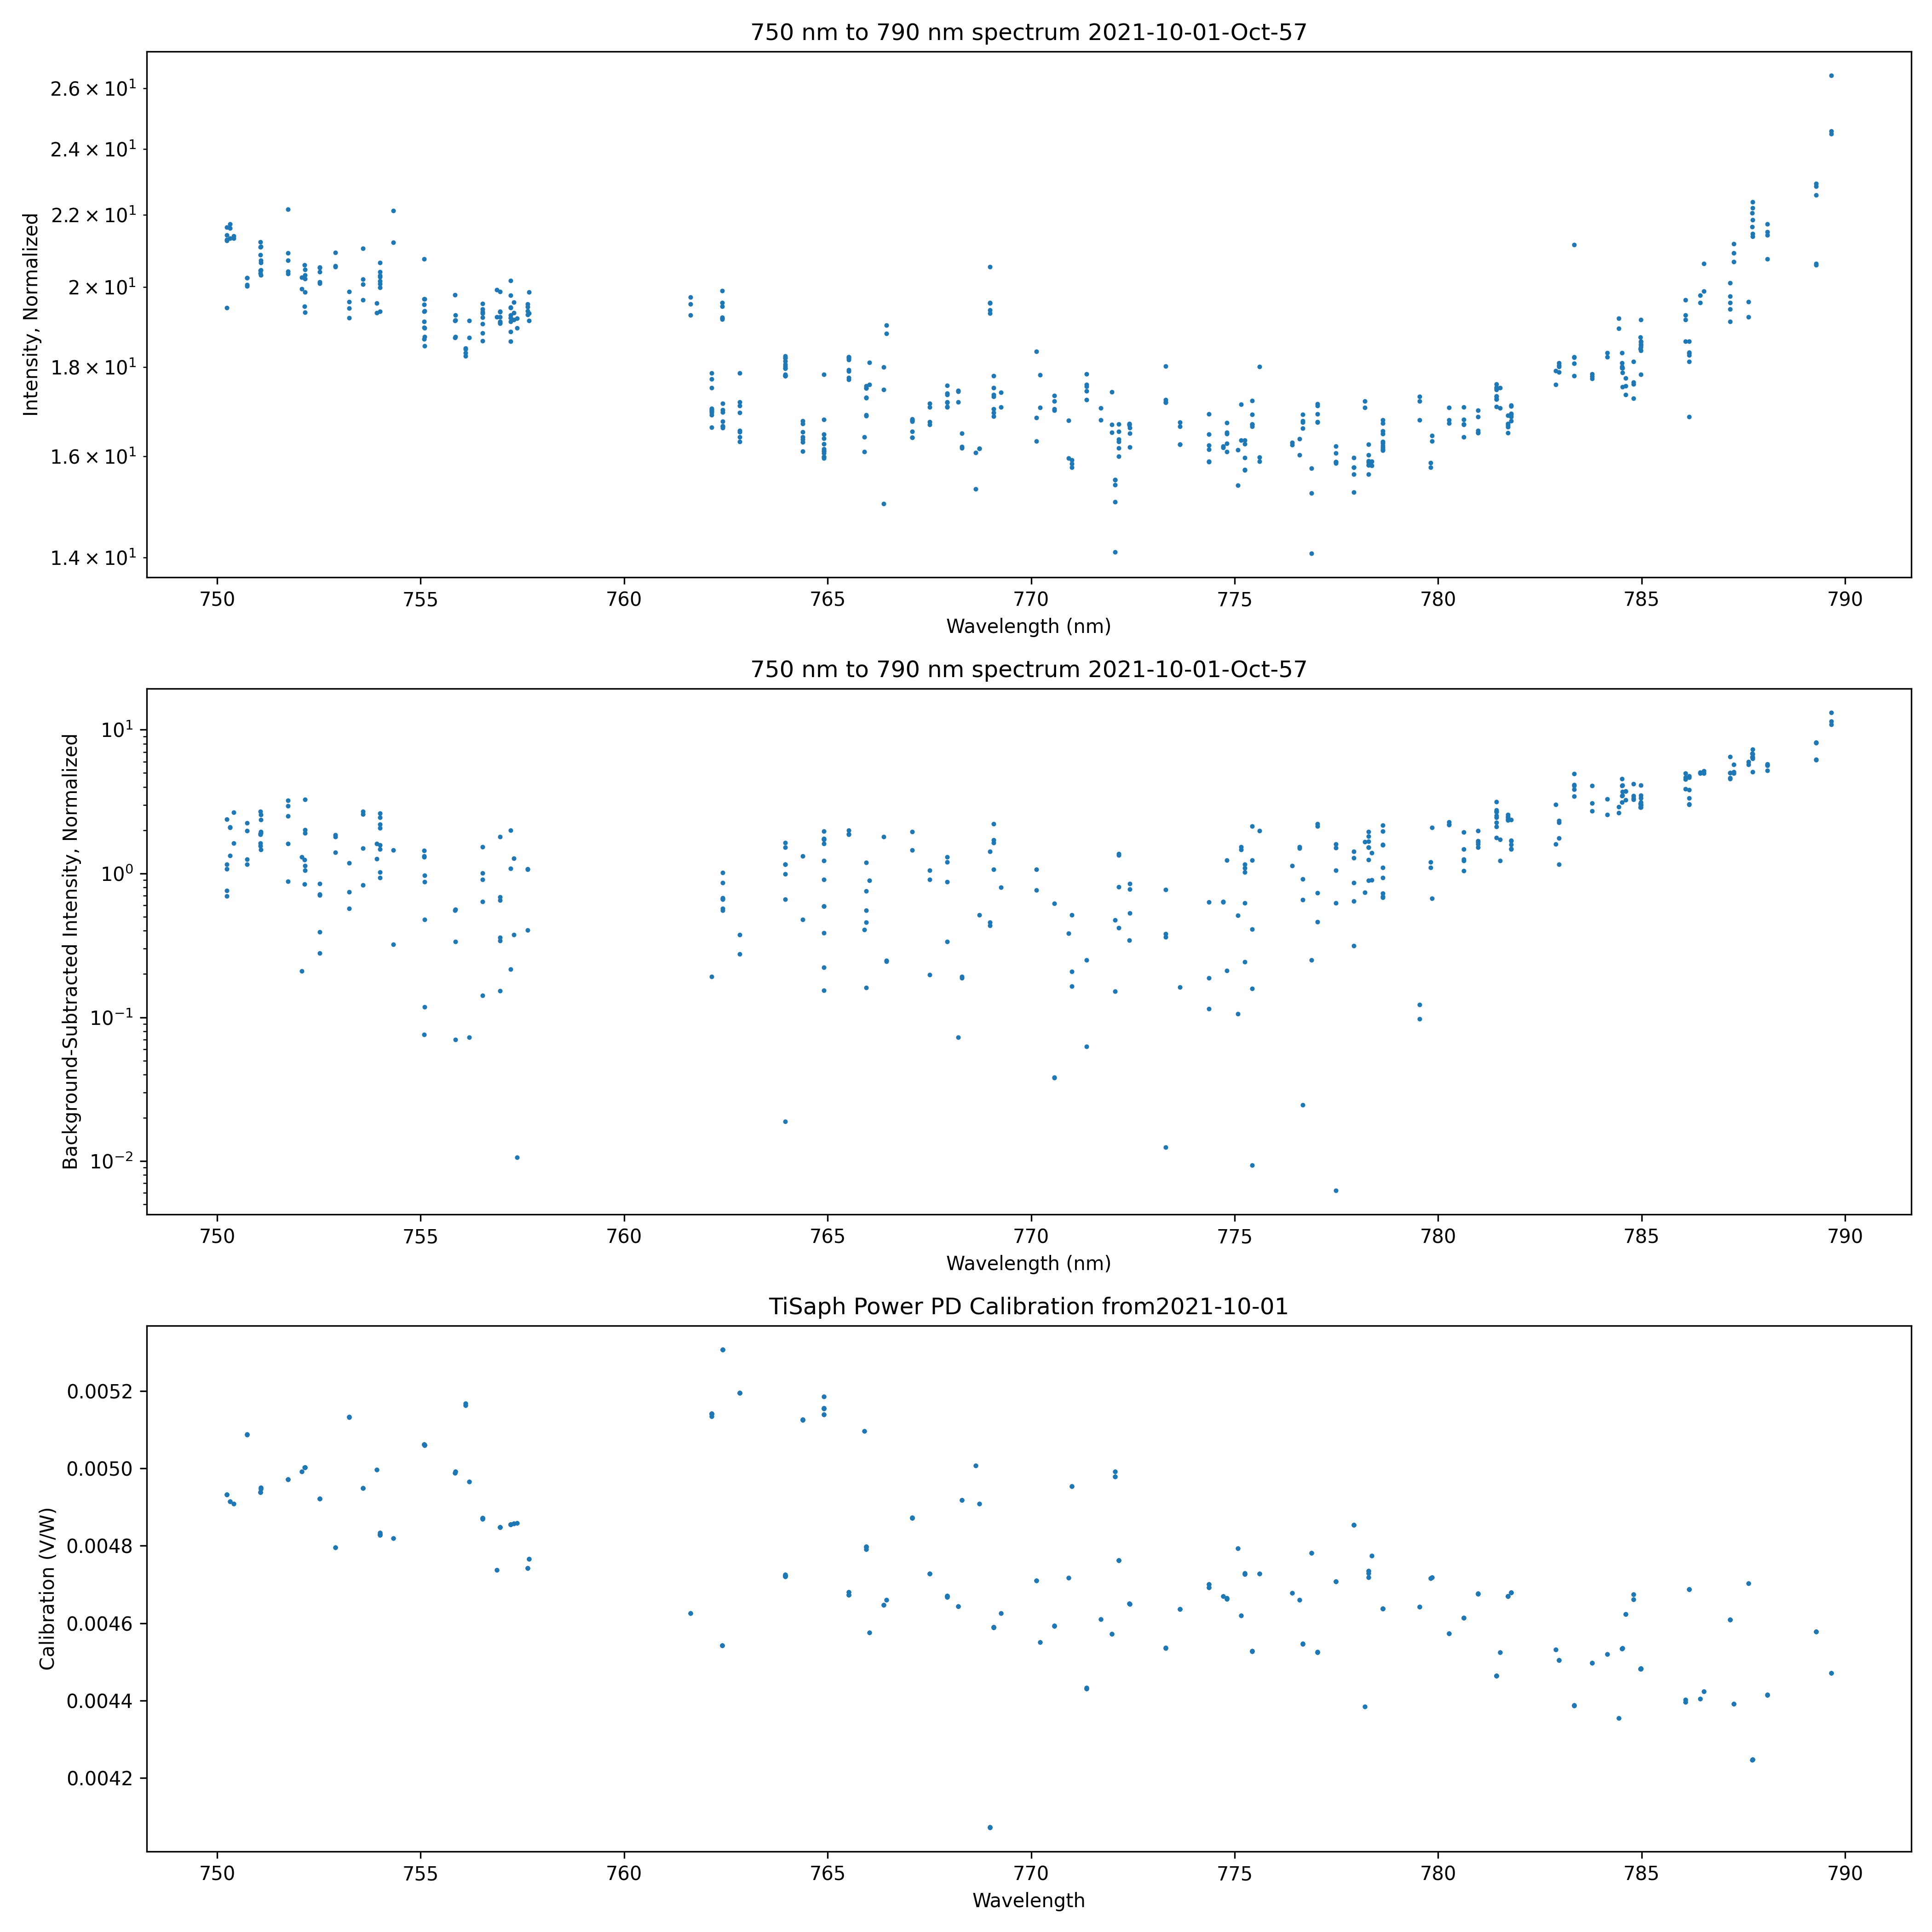 750 nm to 790 nm spectrum 2021-10-01-Oct-57
Intensity, Normalized
2.6 × 10¹
2.4 × 10¹
2.2 × 10¹
2 × 10¹
1.8 × 10¹
1.6 × 10¹
1.4 × 10¹
750 755 760 765 770 775 780 785 790
Wavelength (nm)
750 nm to 790 nm spectrum 2021-10-01-Oct-57
Background-Subtracted Intensity, Normalized
10¹
10⁰
10⁻¹
10⁻²
750 755 760 765 770 775 780 785 790
Wavelength (nm)
TiSaph Power PD Calibration from2021-10-01
Calibration (V/W)
0.0052
0.0050
0.0048
0.0046
0.0044
0.0042
750 755 760 765 770 775 780 785 790
Wavelength